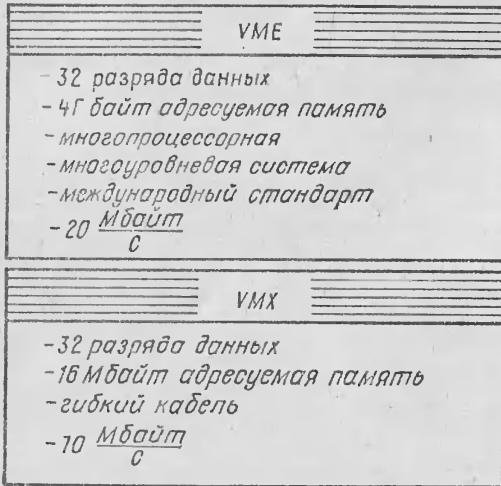 VME
- 32 разряда данных
- 4Г байт адресуемая память
- многопроцессорная
- многоуровневая система
- международный стандарт
- 20 Мбайт/С
VMX
- 32 разряда данных
- 16 Мбайт адресуемая память
- гибкий кабель
- 10 Мбайт/С